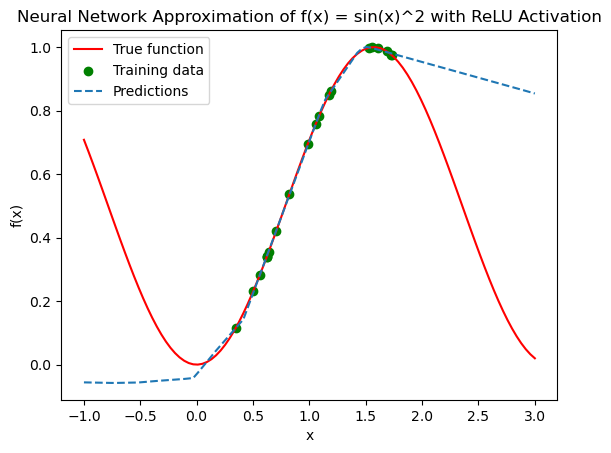 Neural Network Approximation of f(x) = sin(x)^2 with ReLU Activation
True function
Training data
Predictions
f(x)
1.0
0.8
0.6
0.4
0.2
0.0
−1.0 −0.5 0.0 0.5 1.0 1.5 2.0 2.5 3.0
x